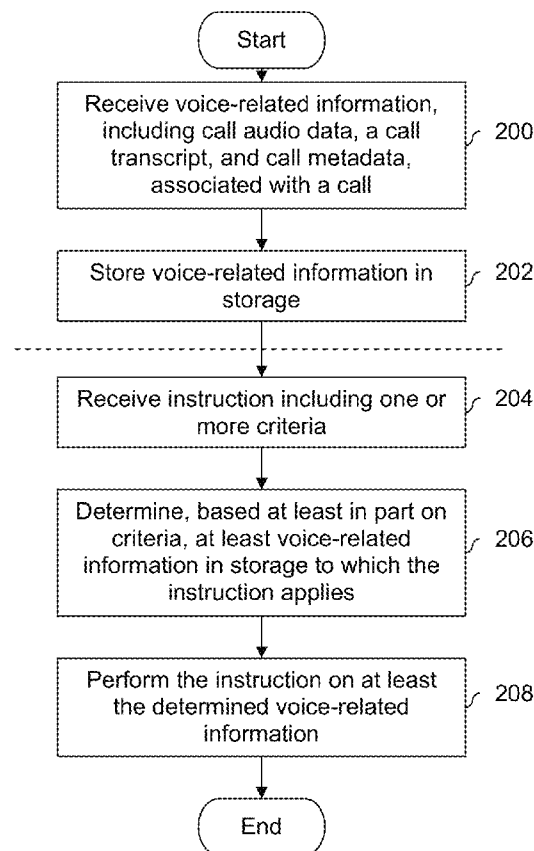 Start
Receive voice-related information,
including call audio data, a call
transcript, and call metadata,
associated with a call
200
Store voice-related information in
storage
202
Receive instruction including one or
more criteria
204
Determine, based at least in part on
criteria, at least voice-related
information in storage to which the
instruction applies
206
Perform the instruction on at least
the determined voice-related
information
208
End